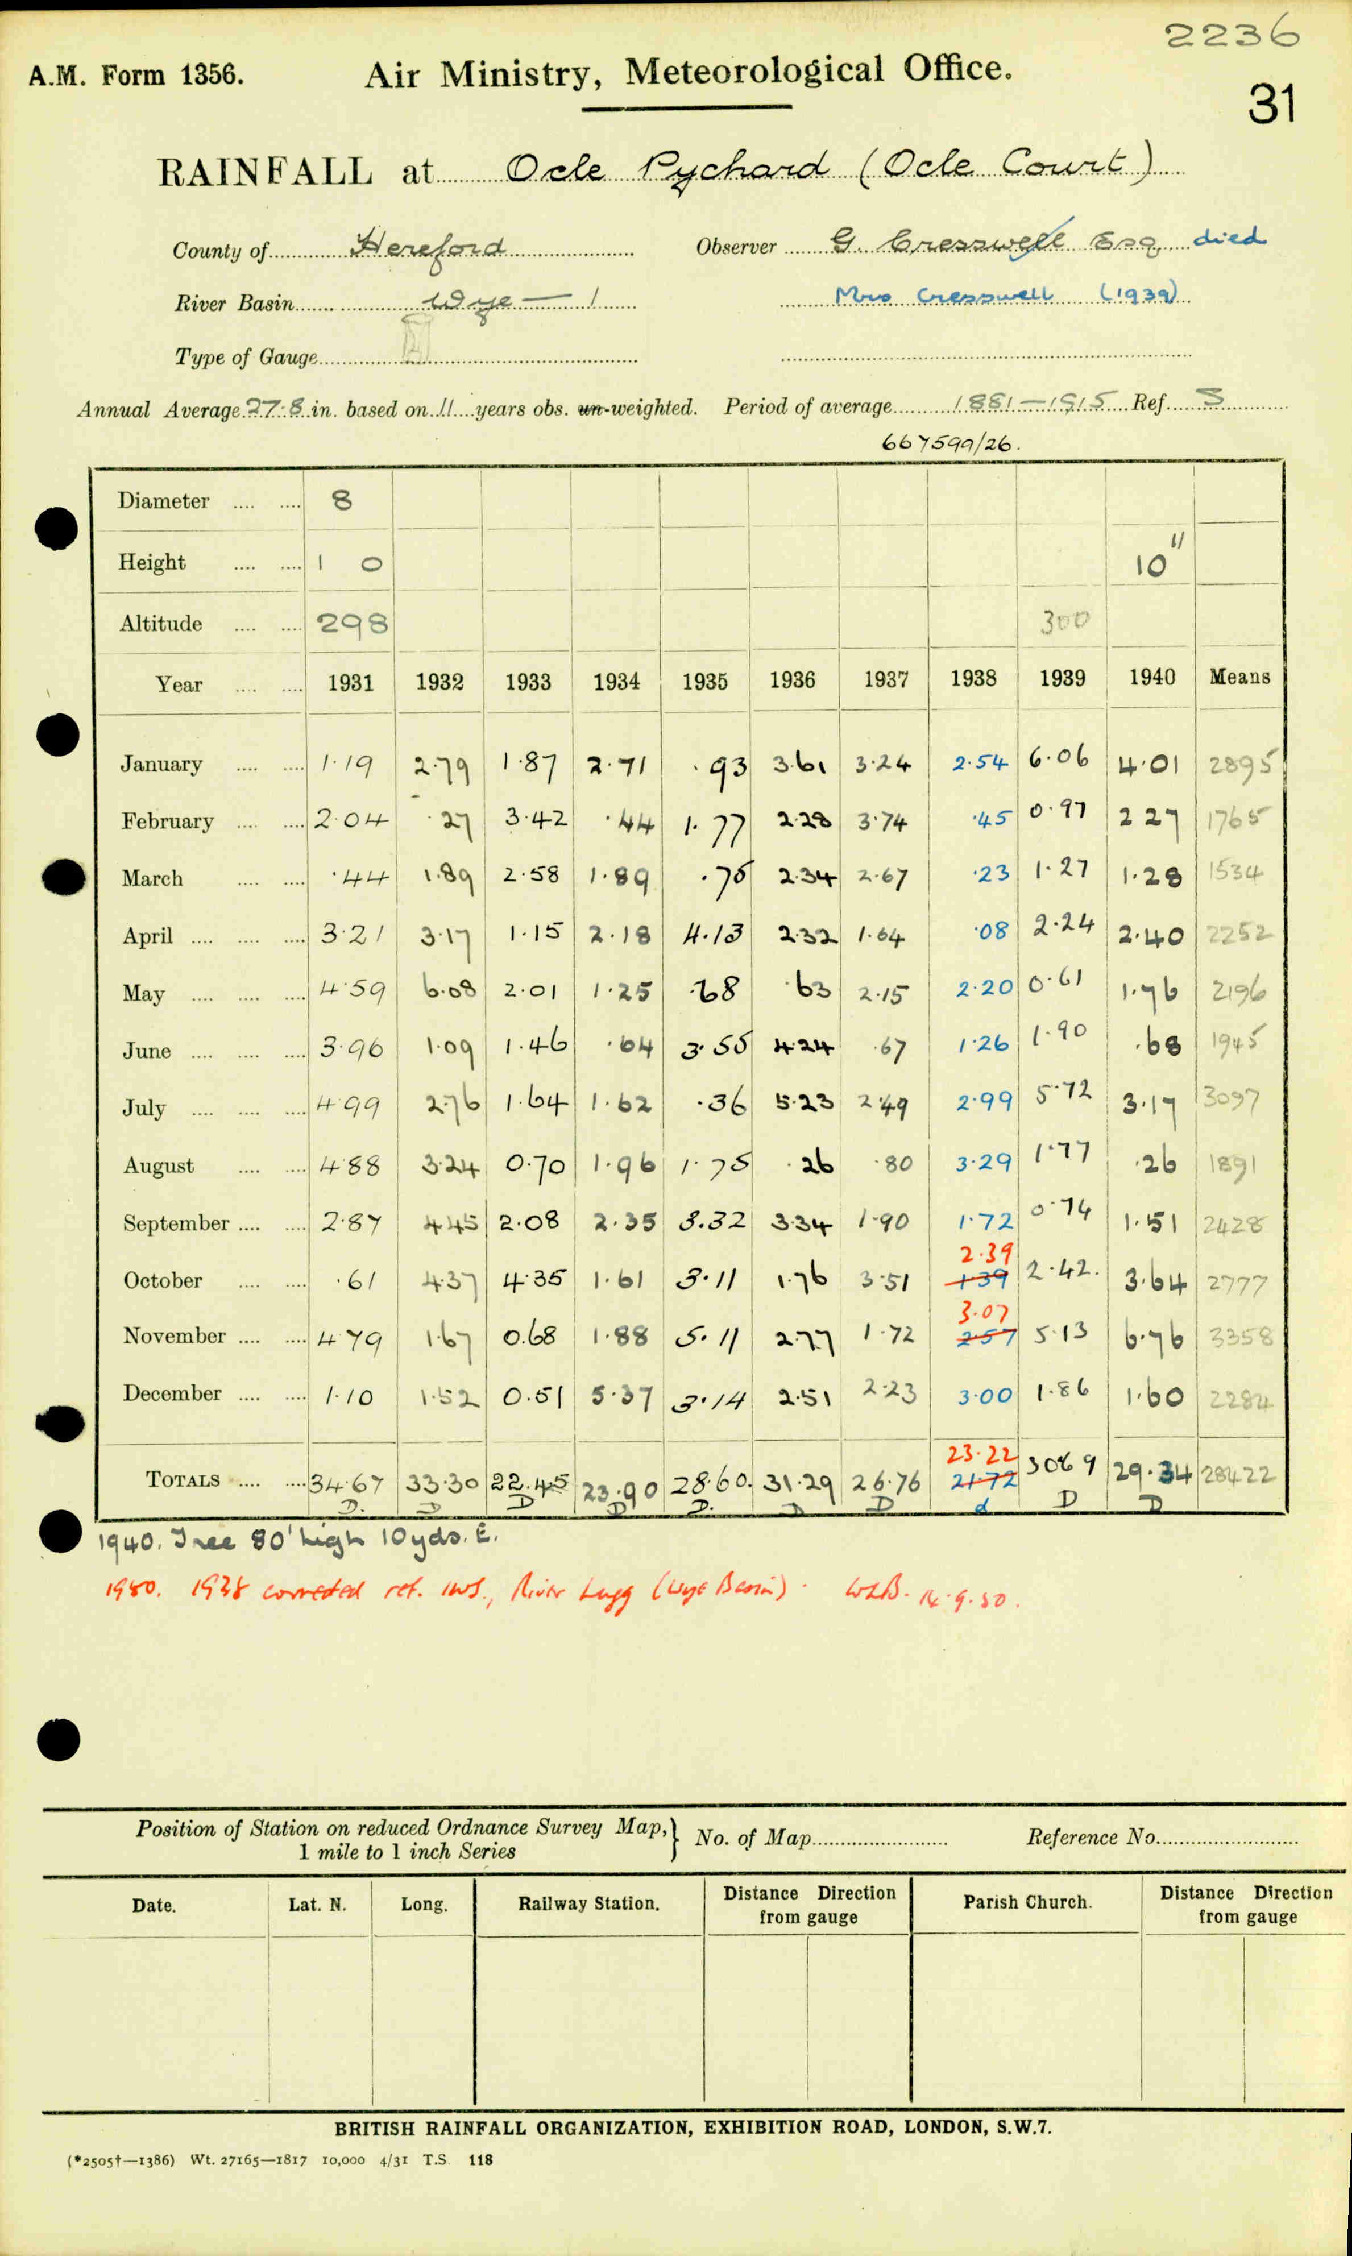 2236
A.M. Form 1356. Air Ministry, Meteorological Office.
31
RAINFALL at Ocle Pychard (Ocle Court)
County of Hereford Observer G. Cresswell Esq died
River Basin Wye — 1 Mrs Cresswell (1939)
Type of Gauge
Annual Average 27.8 in. based on 11 years obs. un-weighted. Period of average 1881—1915 Ref. S
667599/26.
Diameter 8
Height 1 0 10"
Altitude 298 300
Year 1931 1932 1933 1934 1935 1936 1937 1938 1939 1940 Means
January 1.19 2.79 1.87 2.71 .93 3.61 3.24 2.54 6.06 4.01 2895
February 2.04 .27 3.42 .44 1.77 2.28 3.74 .45 0.97 2 27 1765
March .44 1.89 2.58 1.89 .75 2.34 2.67 .23 1.27 1.28 1534
April 3.21 3.17 1.15 2.18 4.13 2.32 1.64 .08 2.24 2.40 2252
May 4.59 6.08 2.01 1.25 .68 .63 2.15 2.20 0.61 1.76 2196
June 3.96 1.09 1.46 .64 3.55 4.24 .67 1.26 1.90 .68 1945
July 4.99 2.76 1.64 1.62 .36 5.23 2.49 2.99 5.72 3.17 3097
August 4.88 3.24 0.70 1.96 1.75 .26 .80 3.29 1.77 .26 1891
September 2.87 4.45 2.08 2.35 3.32 3.34 1.90 1.72 0.74 1.51 2428
2.39
October .61 4.37 4.35 1.61 3.11 1.76 3.51 1.39 2.42. 3.64 2777
3.07
November 4.79 1.67 0.68 1.88 5.11 2.77 1.72 2.57 5.13 6.76 3358
December 1.10 1.52 0.51 5.37 3.14 2.51 2.23 3.00 1.86 1.60 2284
23.22
TOTALS 34.67 33.30 22.45 23.90 28.60. 31.29 26.76 21.72 3069 29.34 28422
D. D D D D. D D d D D
1940. Tree 80' high 10yds. E.
1950. 1938 corrected ref. IWS., River Lugg (Wye Basin). WLB. 14.9.50.
Position of Station on reduced Ordnance Survey Map, } No. of Map Reference No.
1 mile to 1 inch Series
Date. Lat. N. Long. Railway Station. Distance Direction from gauge Parish Church. Distance Direction from gauge
BRITISH RAINFALL ORGANIZATION, EXHIBITION ROAD, LONDON, S.W.7.
(*2505†—1386) Wt. 27165—1817 10,000 4/31 T.S. 118